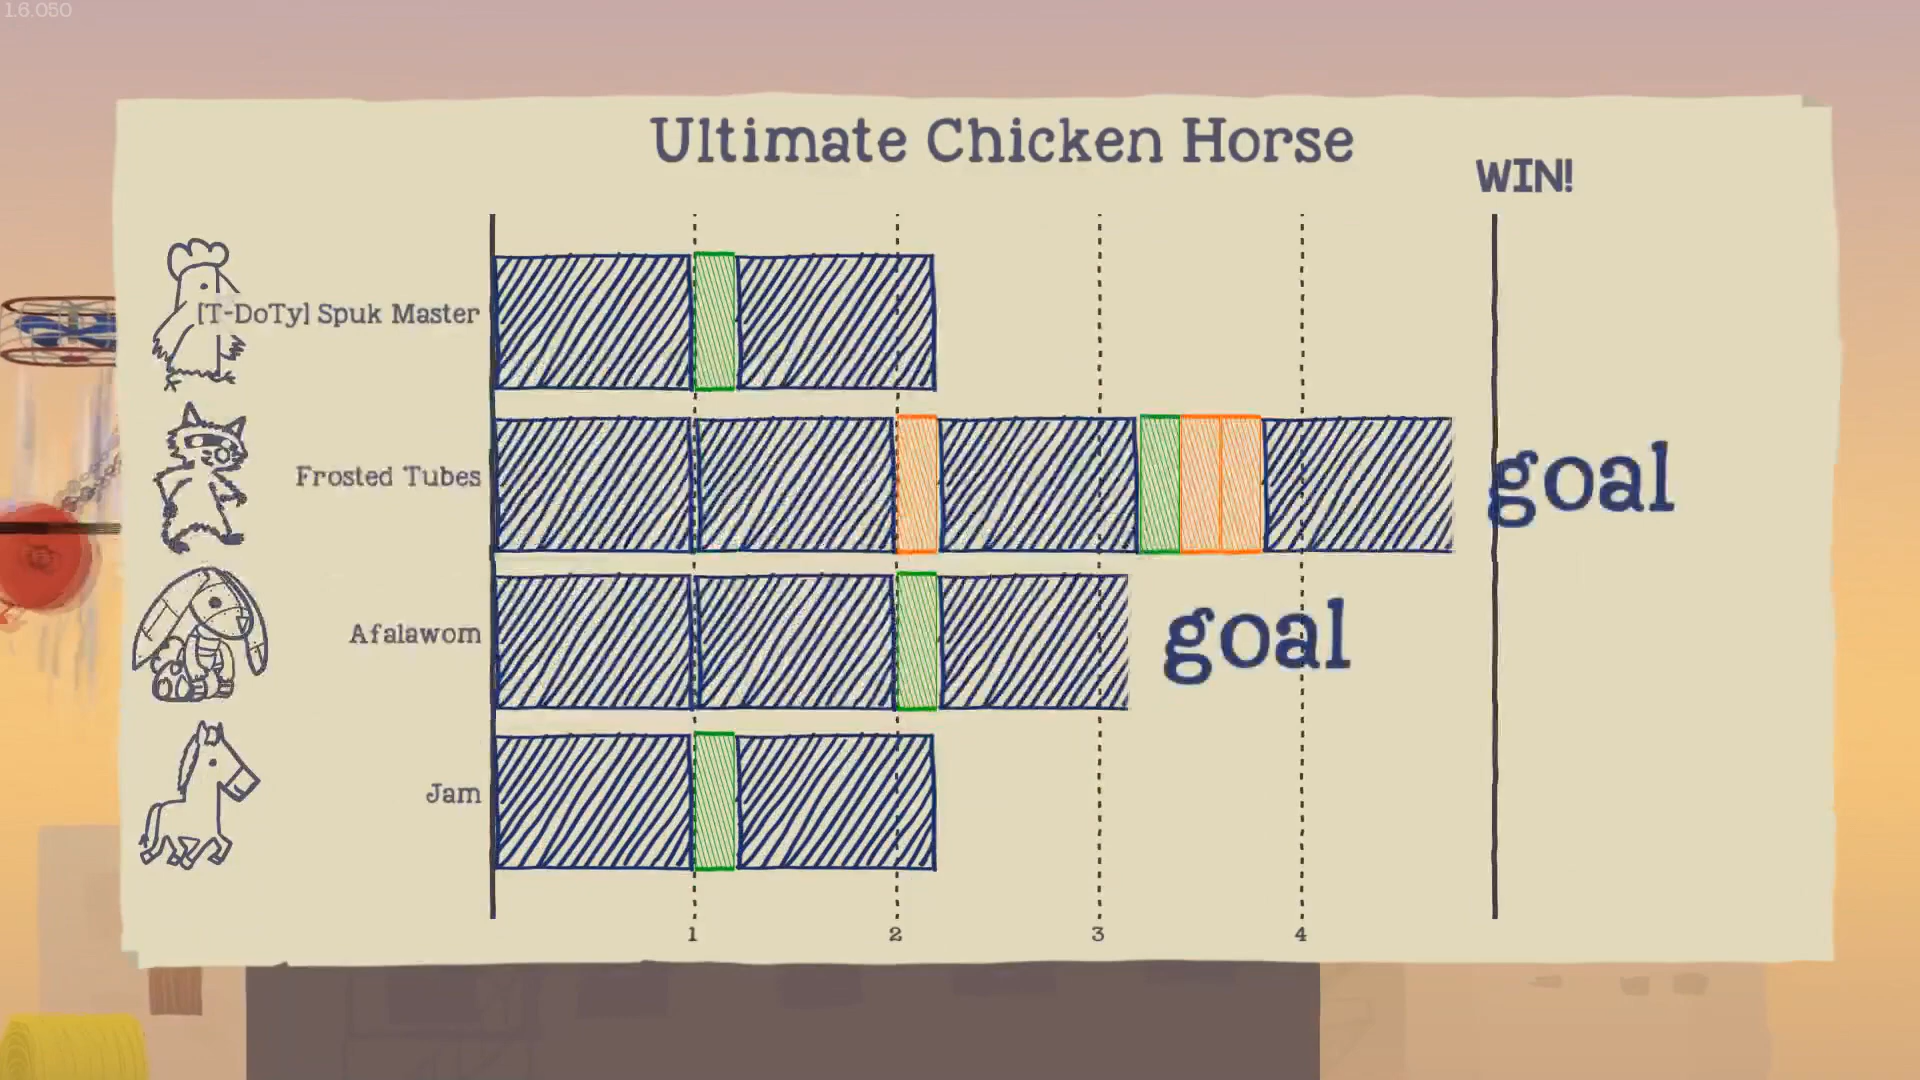 1.6.050
Ultimate Chicken Horse
WIN!
[T-DoTy] Spuk Master
Frosted Tubes
goal
Afalawom
goal
Jam
1 2 3 4